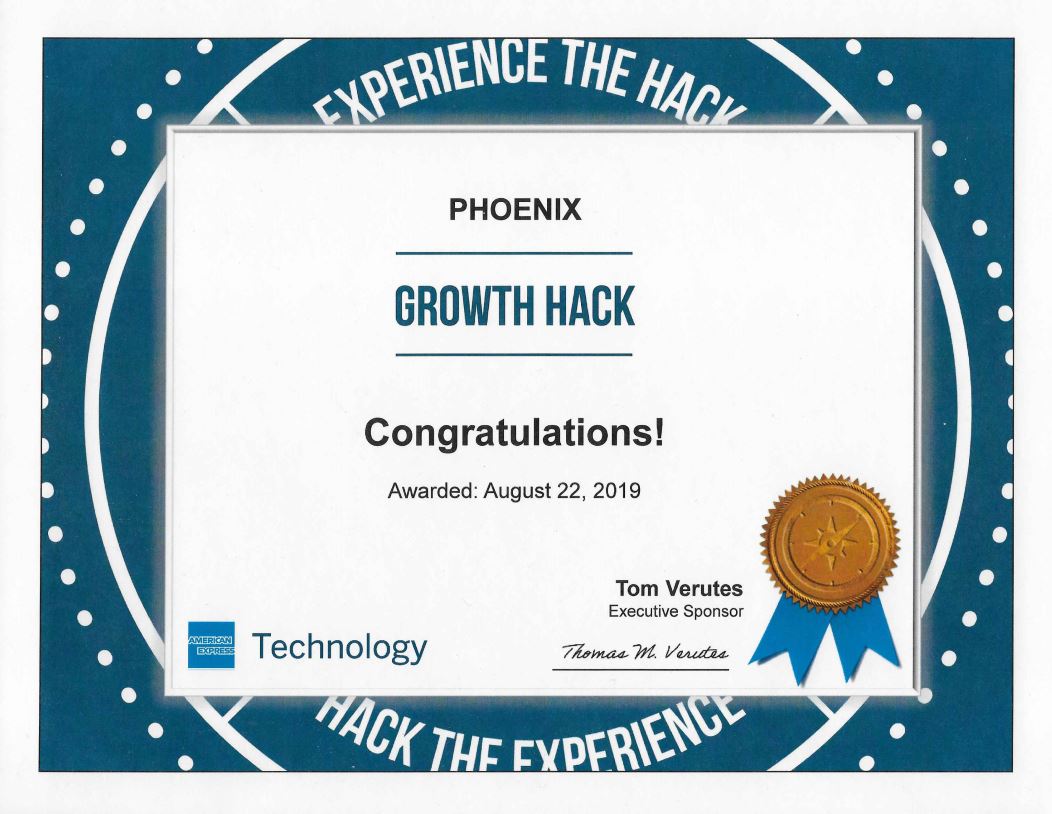 EXPERIENCE THE HACK
PHOENIX
GROWTH HACK
Congratulations!
Awarded: August 22, 2019
Tom Verutes
Executive Sponsor
Thomas M. Verutes
AMERICAN
EXPRESS
Technology
HACK THE EXPERIENCE